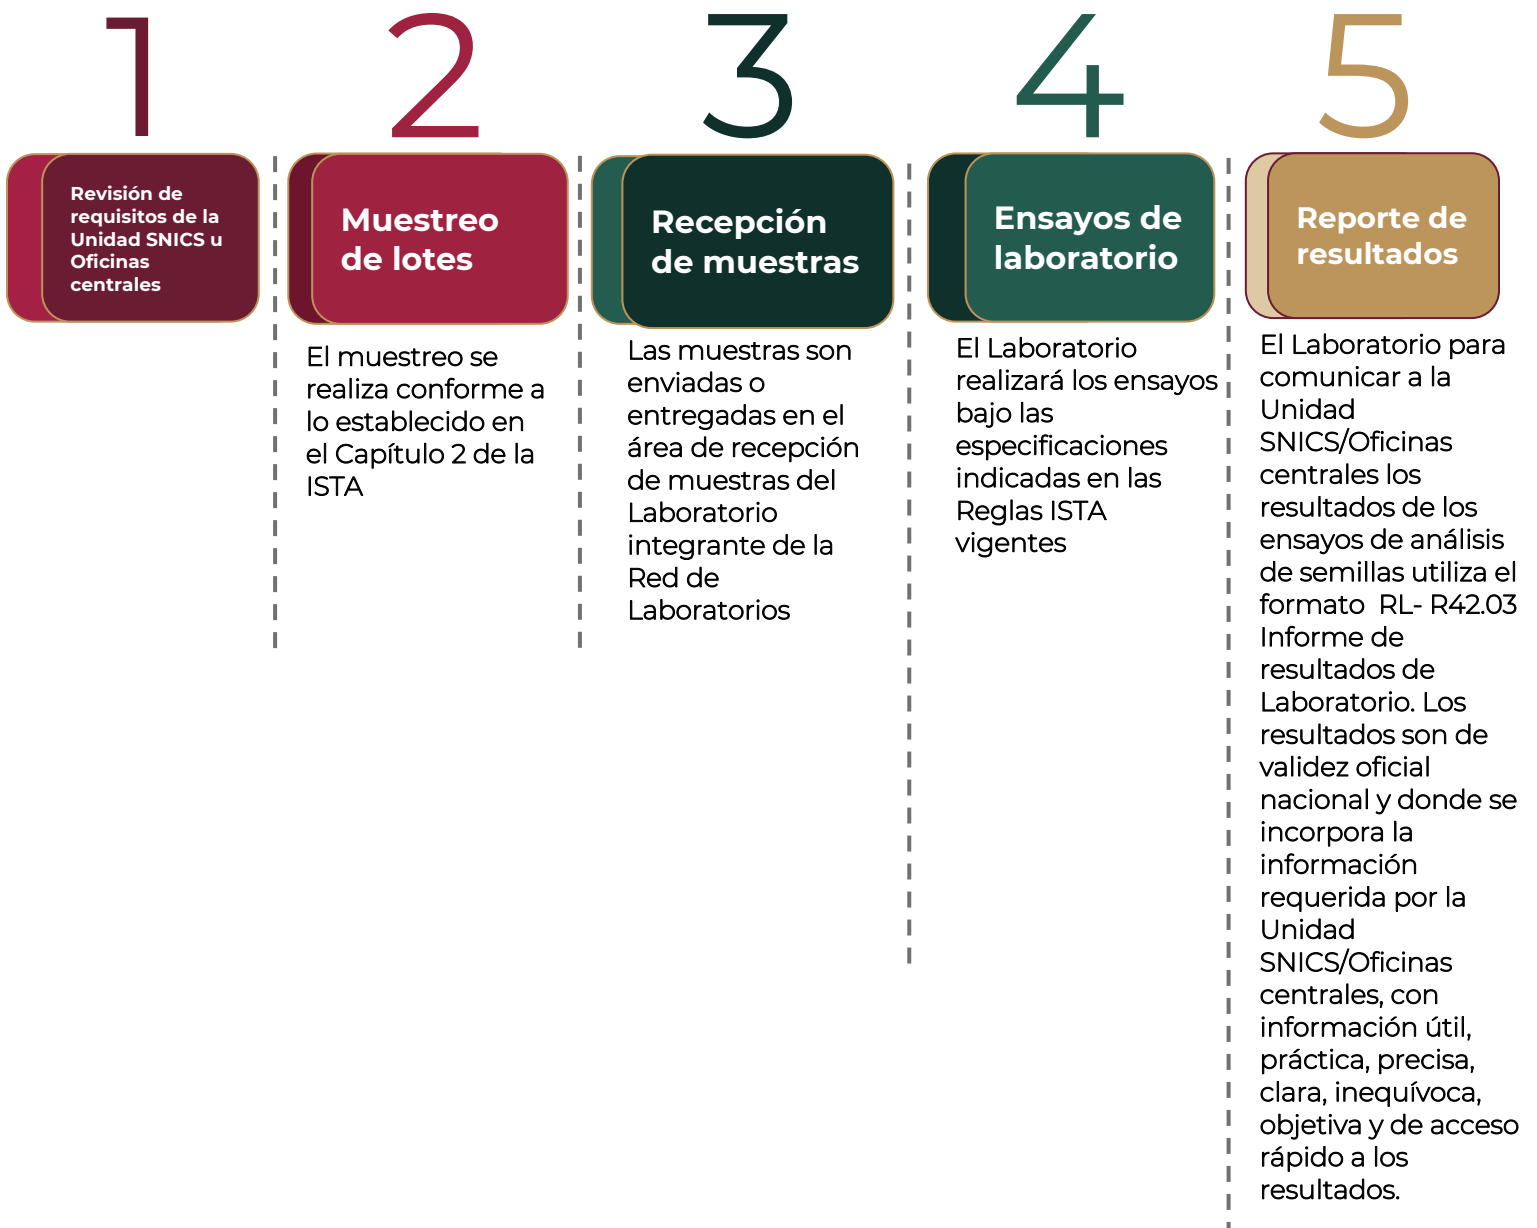 1
Revisión de
requisitos de la
Unidad SNICS u
Oficinas
centrales
2
Muestreo
de lotes
El muestreo se
realiza conforme a
lo establecido en
el Capítulo 2 de la
ISTA
3
Recepción
de muestras
Las muestras son
enviadas o
entregadas en el
área de recepción
de muestras del
Laboratorio
integrante de la
Red de
Laboratorios
4
Ensayos de
laboratorio
El Laboratorio
realizará los ensayos
bajo las
especificaciones
indicadas en las
Reglas ISTA
vigentes
5
Reporte de
resultados
El Laboratorio para
comunicar a la
Unidad
SNICS/Oficinas
centrales los
resultados de los
ensayos de análisis
de semillas utiliza el
formato  RL- R42.03
Informe de
resultados de
Laboratorio. Los
resultados son de
validez oficial
nacional y donde se
incorpora la
información
requerida por la
Unidad
SNICS/Oficinas
centrales, con
información útil,
práctica, precisa,
clara, inequívoca,
objetiva y de acceso
rápido a los
resultados.